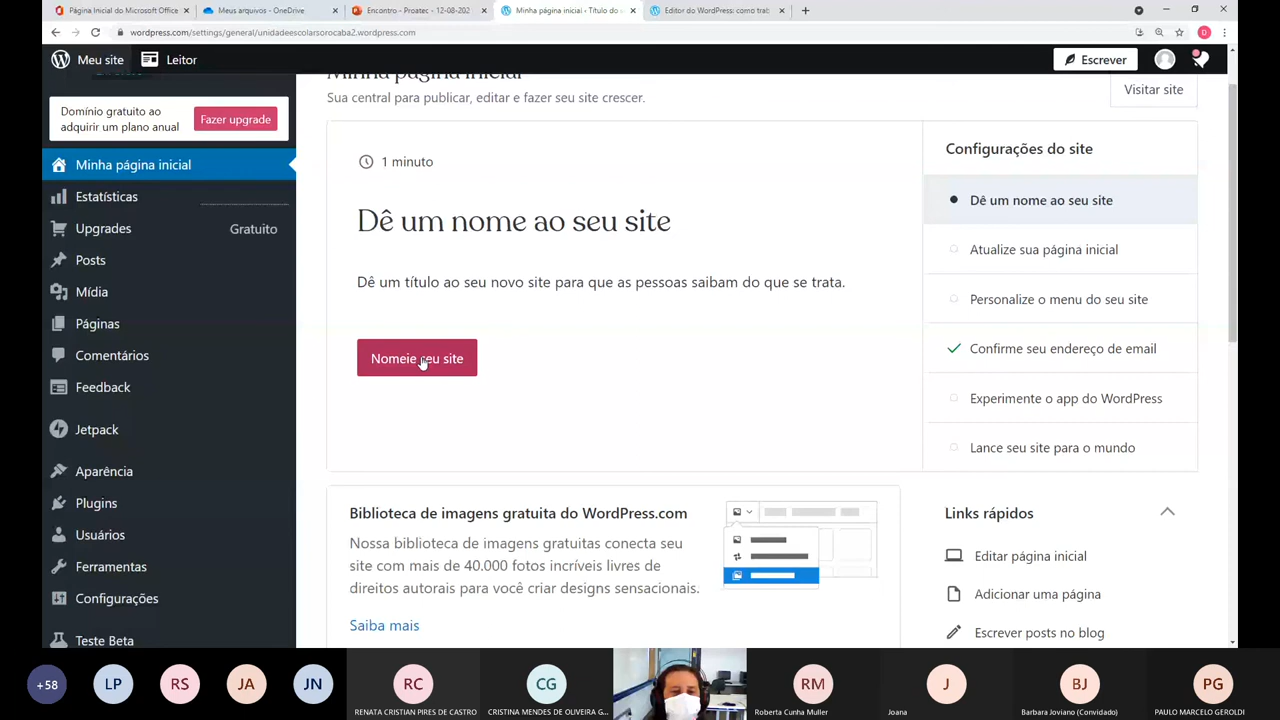 Página Inicial do Microsoft Office
Meus arquivos - OneDrive
Encontro - Proatec - 12-08-202
Minha página inicial ‹ Título do s
Editor do WordPress: como trab
wordpress.com/settings/general/unidadeescolarsorocaba2.wordpress.com
D
Meu site
Leitor
Escrever
Domínio gratuito ao
adquirir um plano anual
Fazer upgrade
Minha página inicial
Estatísticas
Upgrades
Gratuito
Posts
Mídia
Páginas
Comentários
Feedback
Jetpack
Aparência
Plugins
Usuários
Ferramentas
Configurações
Teste Beta
Minha página inicial
Sua central para publicar, editar e fazer seu site crescer.
Visitar site
1 minuto
Dê um nome ao seu site
Dê um título ao seu novo site para que as pessoas saibam do que se trata.
Nomeie seu site
Configurações do site
Dê um nome ao seu site
Atualize sua página inicial
Personalize o menu do seu site
Confirme seu endereço de email
Experimente o app do WordPress
Lance seu site para o mundo
Biblioteca de imagens gratuita do WordPress.com
Nossa biblioteca de imagens gratuitas conecta seu
site com mais de 40.000 fotos incríveis livres de
direitos autorais para você criar designs sensacionais.
Saiba mais
Links rápidos
Editar página inicial
Adicionar uma página
Escrever posts no blog
+58
LP
RS
JA
JN
RC
RENATA CRISTIAN PIRES DE CASTRO
CG
CRISTINA MENDES DE OLIVEIRA G...
RM
Roberta Cunha Muller
J
Joana
BJ
Barbara Joviano (Convidado)
PG
PAULO MARCELO GEROLDI